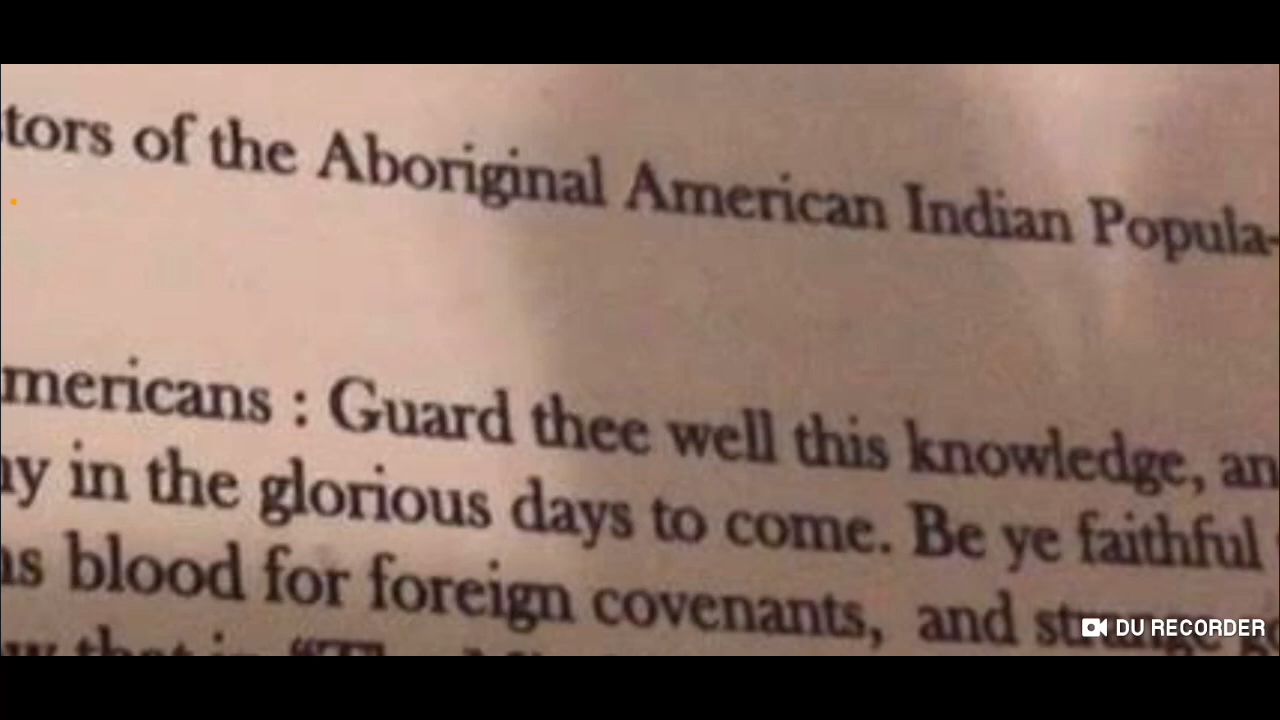 tors of the Aboriginal American Indian Popula-
mericans : Guard thee well this knowledge, an
y in the glorious days to come. Be ye faithful
s blood for foreign covenants, and strange
DU RECORDER